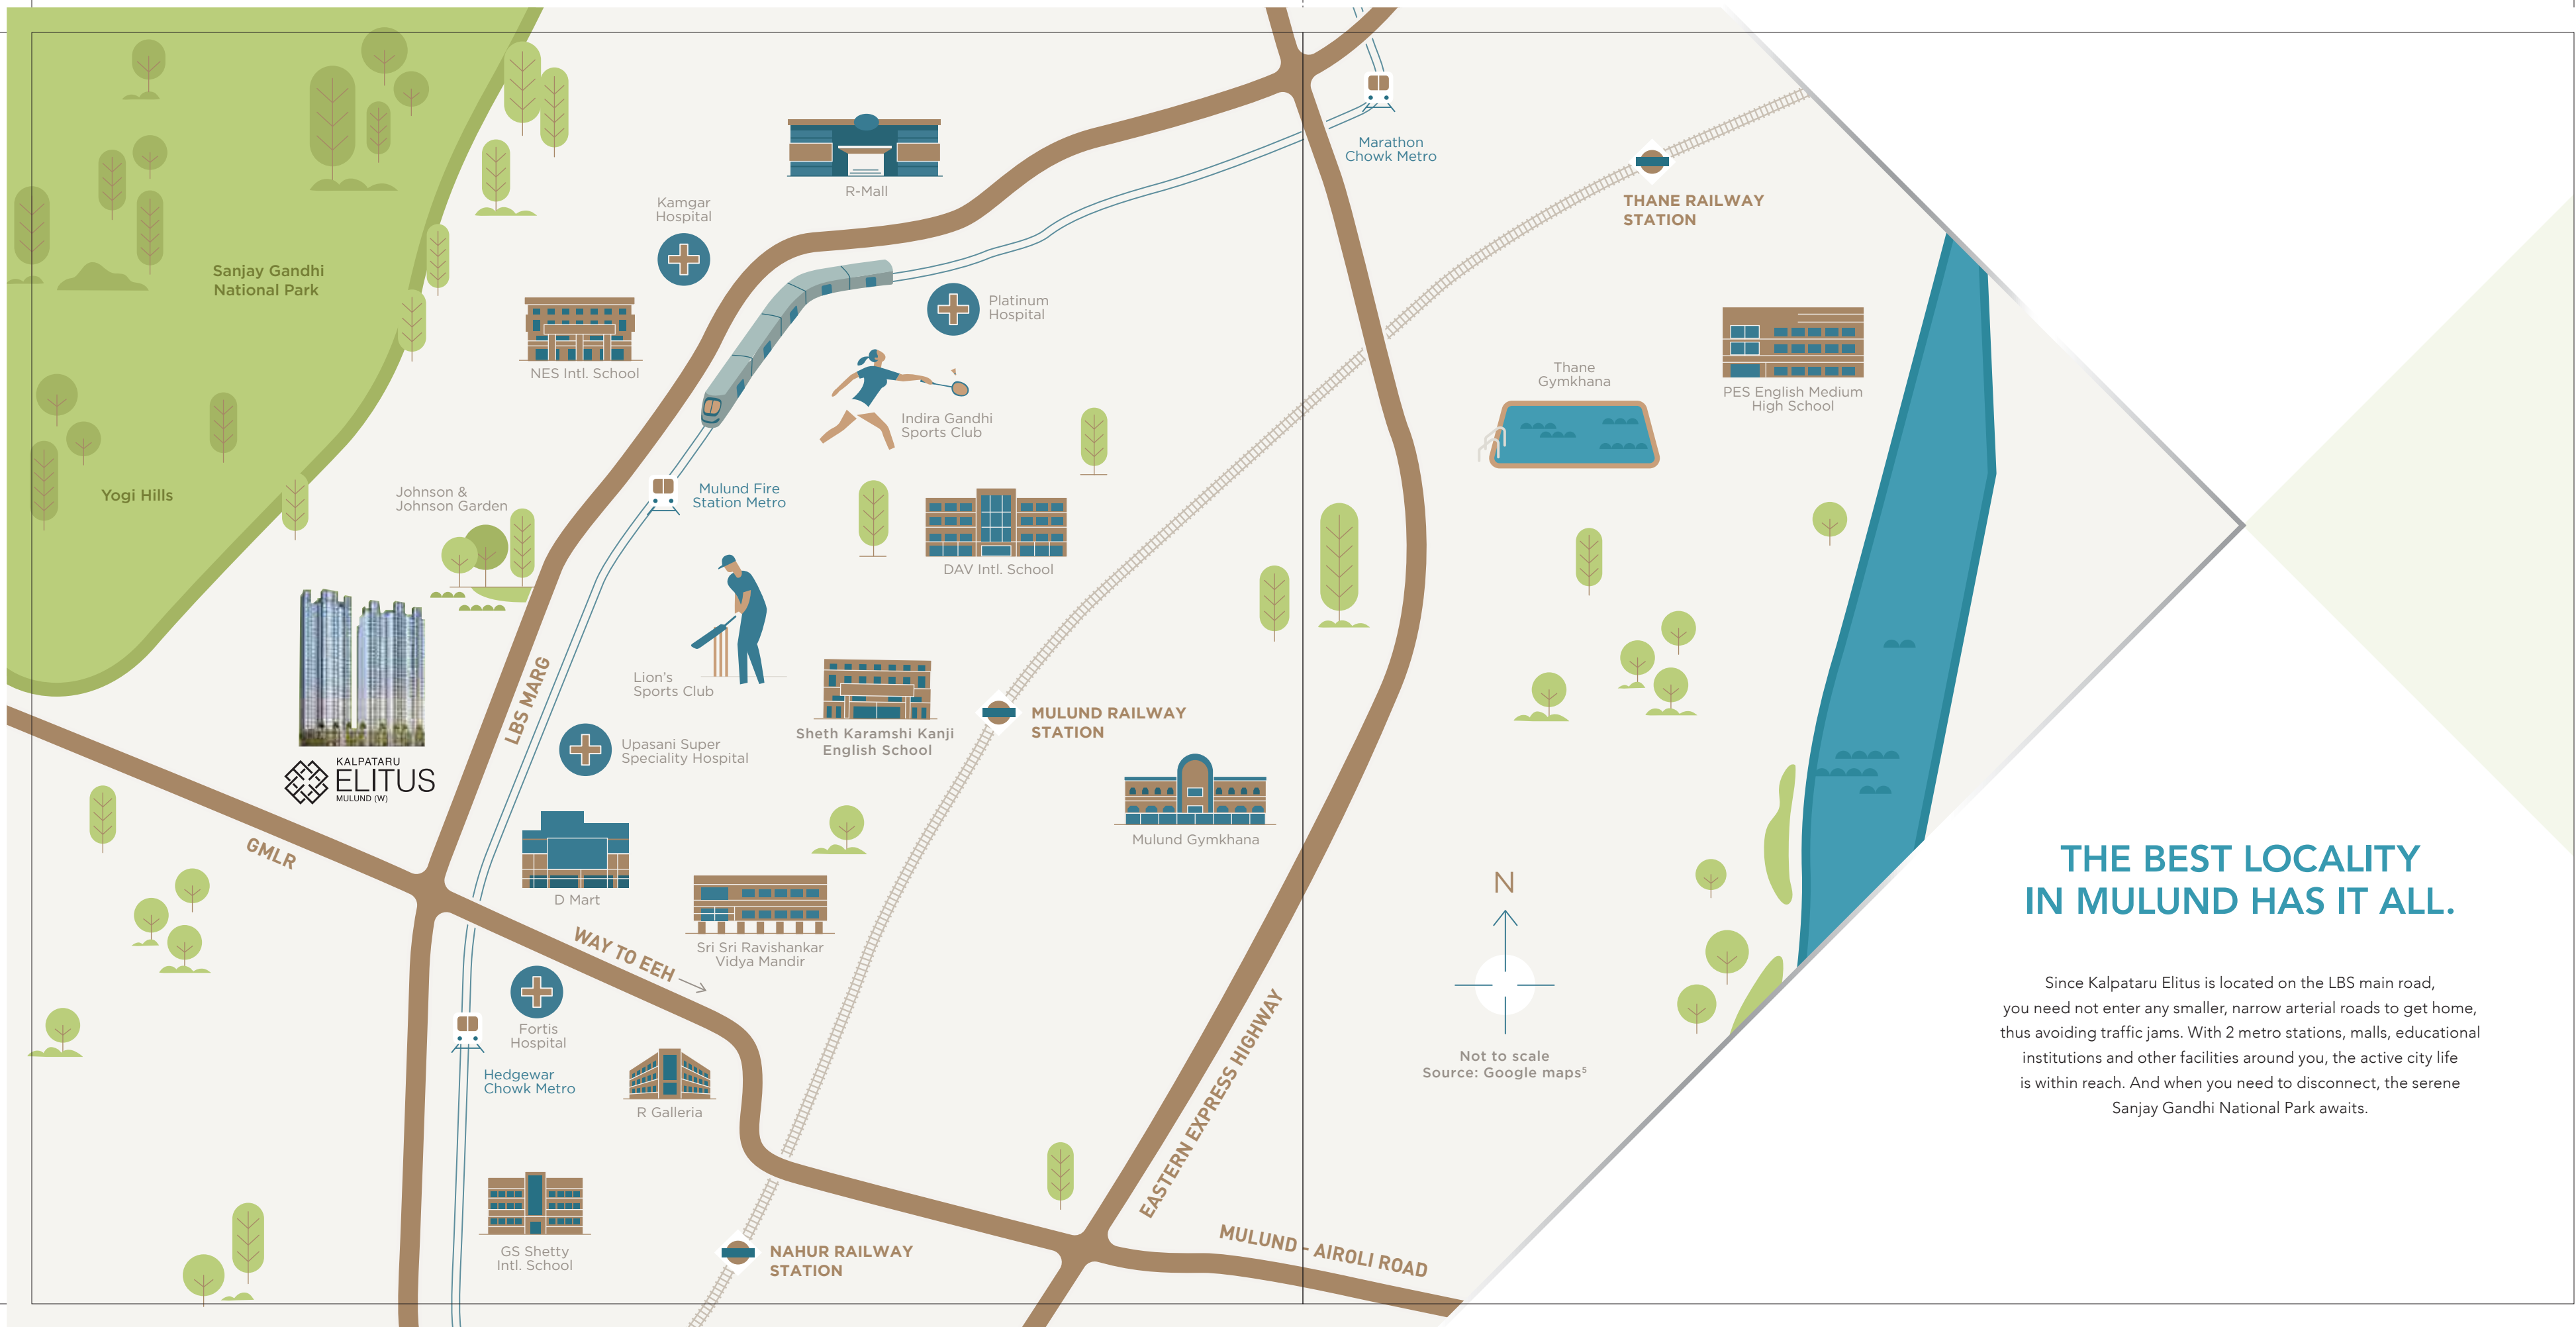 Marathon
Chowk Metro
THANE RAILWAY
STATION
R-Mall
Kamgar
Hospital
Sanjay Gandhi
National Park
Platinum
Hospital
NES Intl. School
Indira Gandhi
Sports Club
Thane
Gymkhana
PES English Medium
High School
Yogi Hills
Johnson &
Johnson Garden
Mulund Fire
Station Metro
DAV Intl. School
LBS MARG
Lion's
Sports Club
Sheth Karamshi Kanji
English School
MULUND RAILWAY
STATION
Upasani Super
Speciality Hospital
KALPATARU
ELITUS
MULUND (W)
Mulund Gymkhana
GMLR
D Mart
WAY TO EEH
Sri Sri Ravishankar
Vidya Mandir
Fortis
Hospital
Hedgewar
Chowk Metro
R Galleria
EASTERN EXPRESS HIGHWAY
GS Shetty
Intl. School
NAHUR RAILWAY
STATION
MULUND - AIROLI ROAD
N
Not to scale
Source: Google maps⁵
THE BEST LOCALITY
IN MULUND HAS IT ALL.
Since Kalpataru Elitus is located on the LBS main road,
you need not enter any smaller, narrow arterial roads to get home,
thus avoiding traffic jams. With 2 metro stations, malls, educational
institutions and other facilities around you, the active city life
is within reach. And when you need to disconnect, the serene
Sanjay Gandhi National Park awaits.